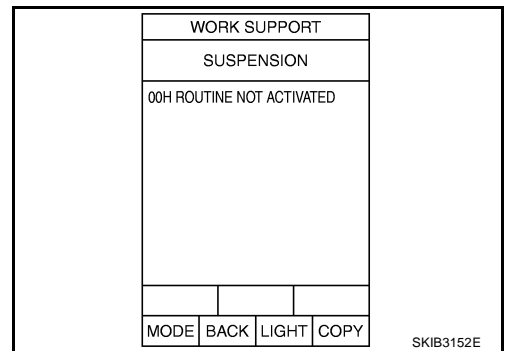 WORK SUPPORT
SUSPENSION
00H ROUTINE NOT ACTIVATED
MODE BACK LIGHT COPY
SKIB3152E